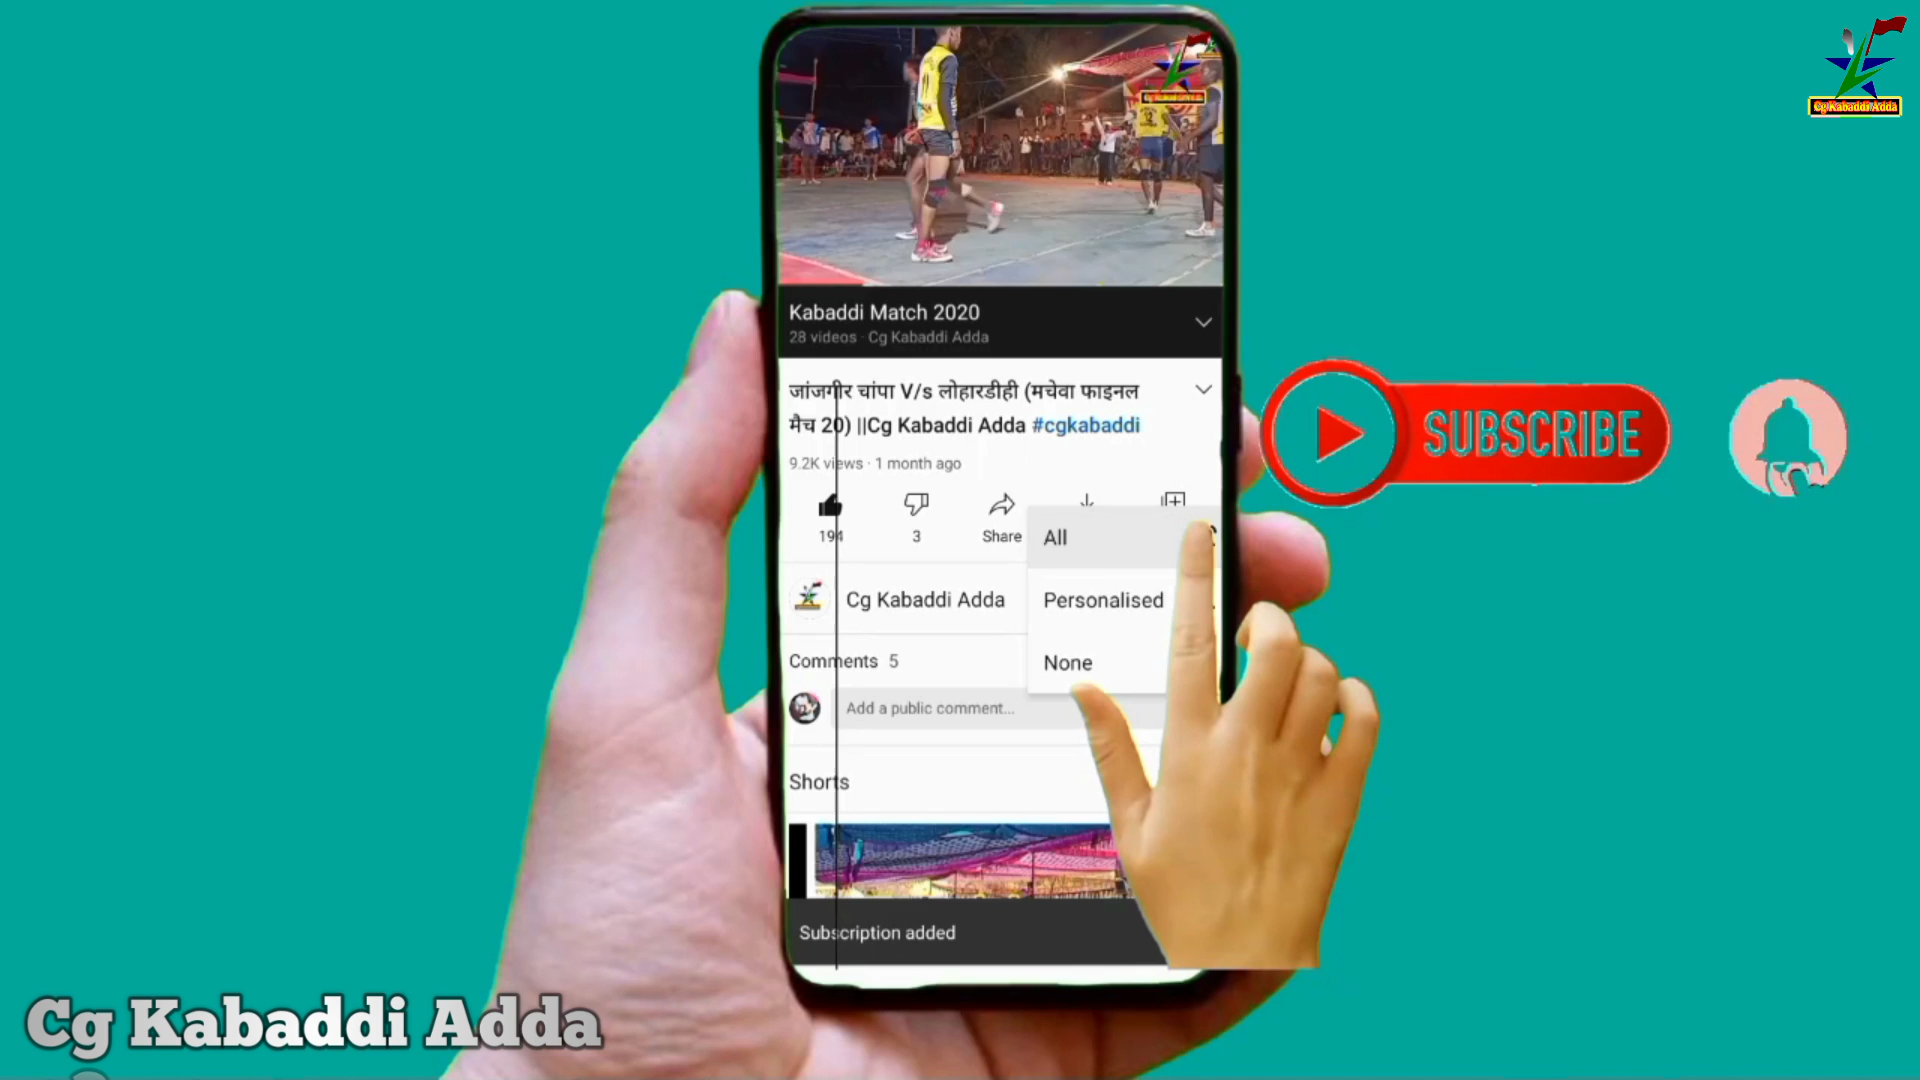 Cg Kabaddi Adda
Kabaddi Match 2020
28 videos · Cg Kabaddi Adda
जांजगीर चांपा V/s लोहारडीही (मचेवा फाइनल
मैच 20) ||Cg Kabaddi Adda #cgkabaddi
9.2K views · 1 month ago
194
3
Share
All
Personalised
None
Cg Kabaddi Adda
Comments 5
Add a public comment...
Shorts
Subscription added
SUBSCRIBE
Cg Kabaddi Adda